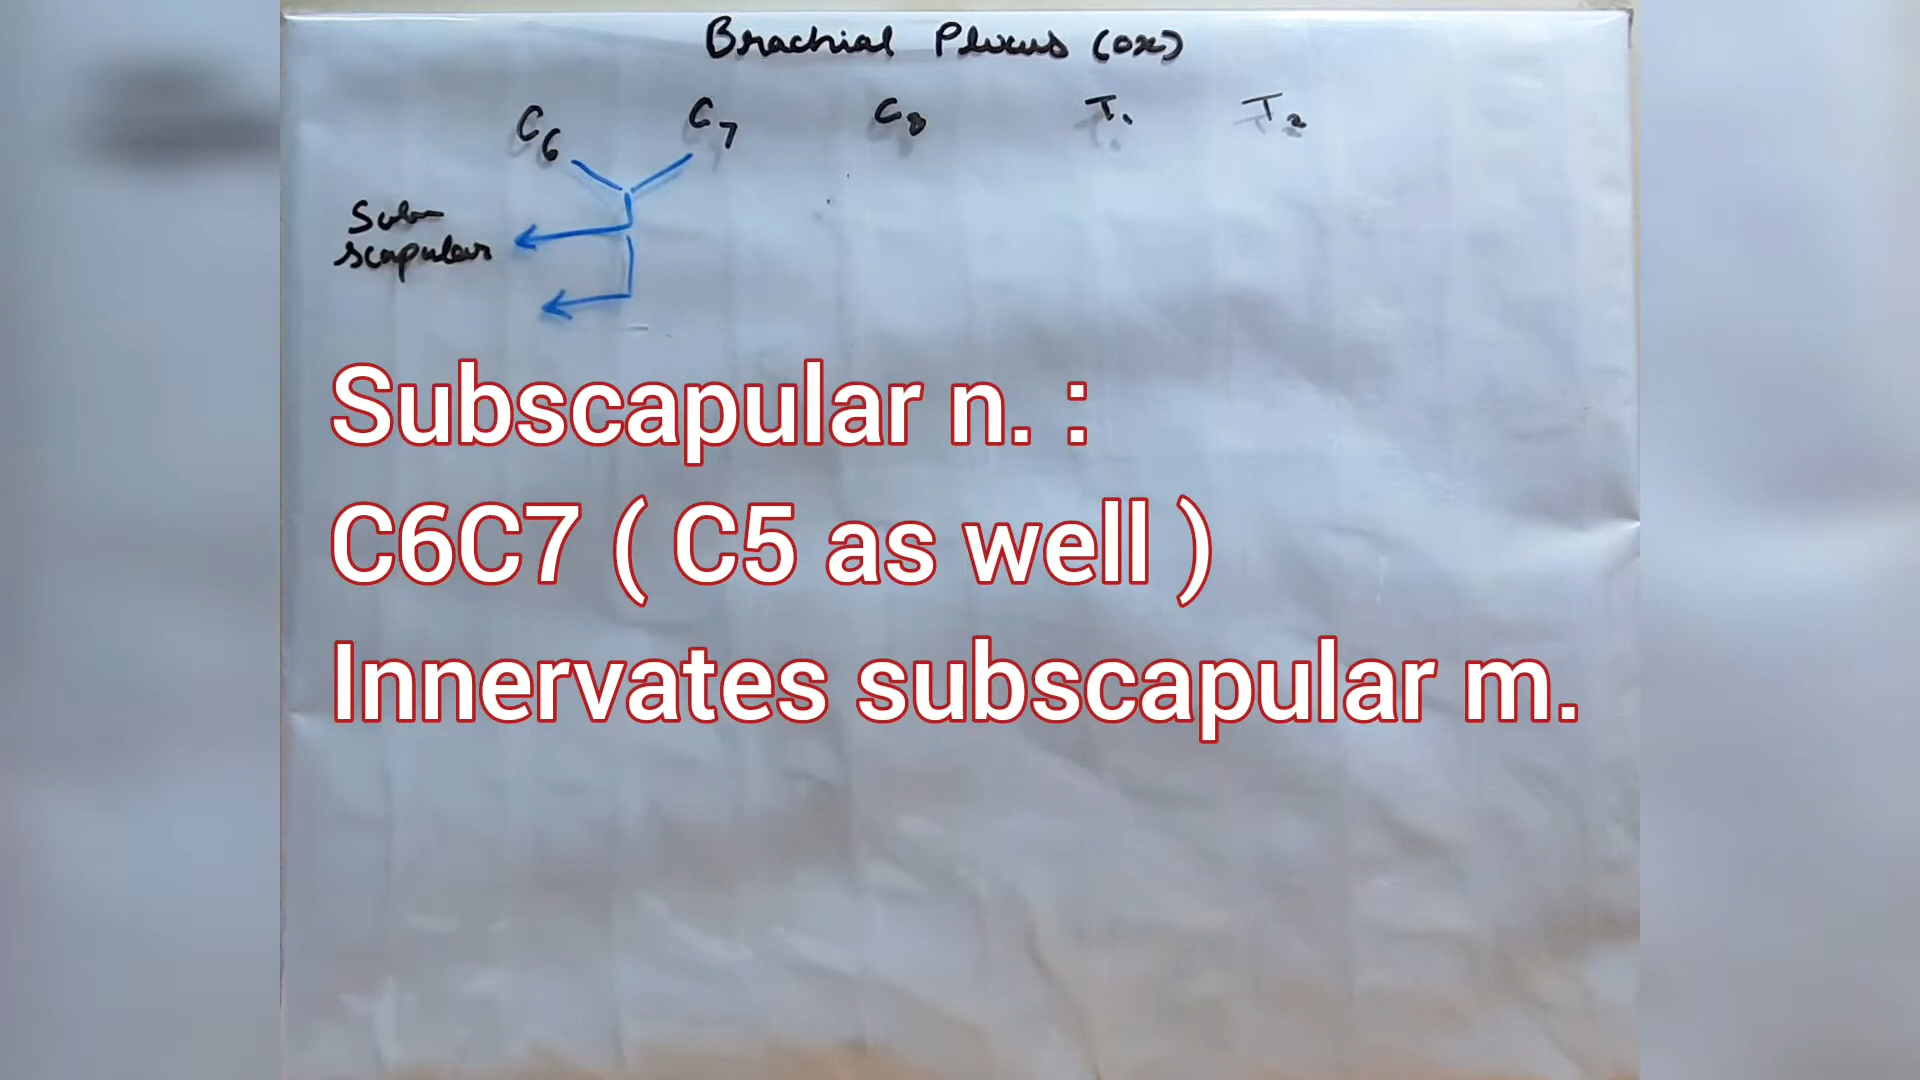 Brachial Plexus (ox)
C6 C7 C8 T1 T2
Sub-
scapular
Subscapular n. :
C6C7 ( C5 as well )
Innervates subscapular m.